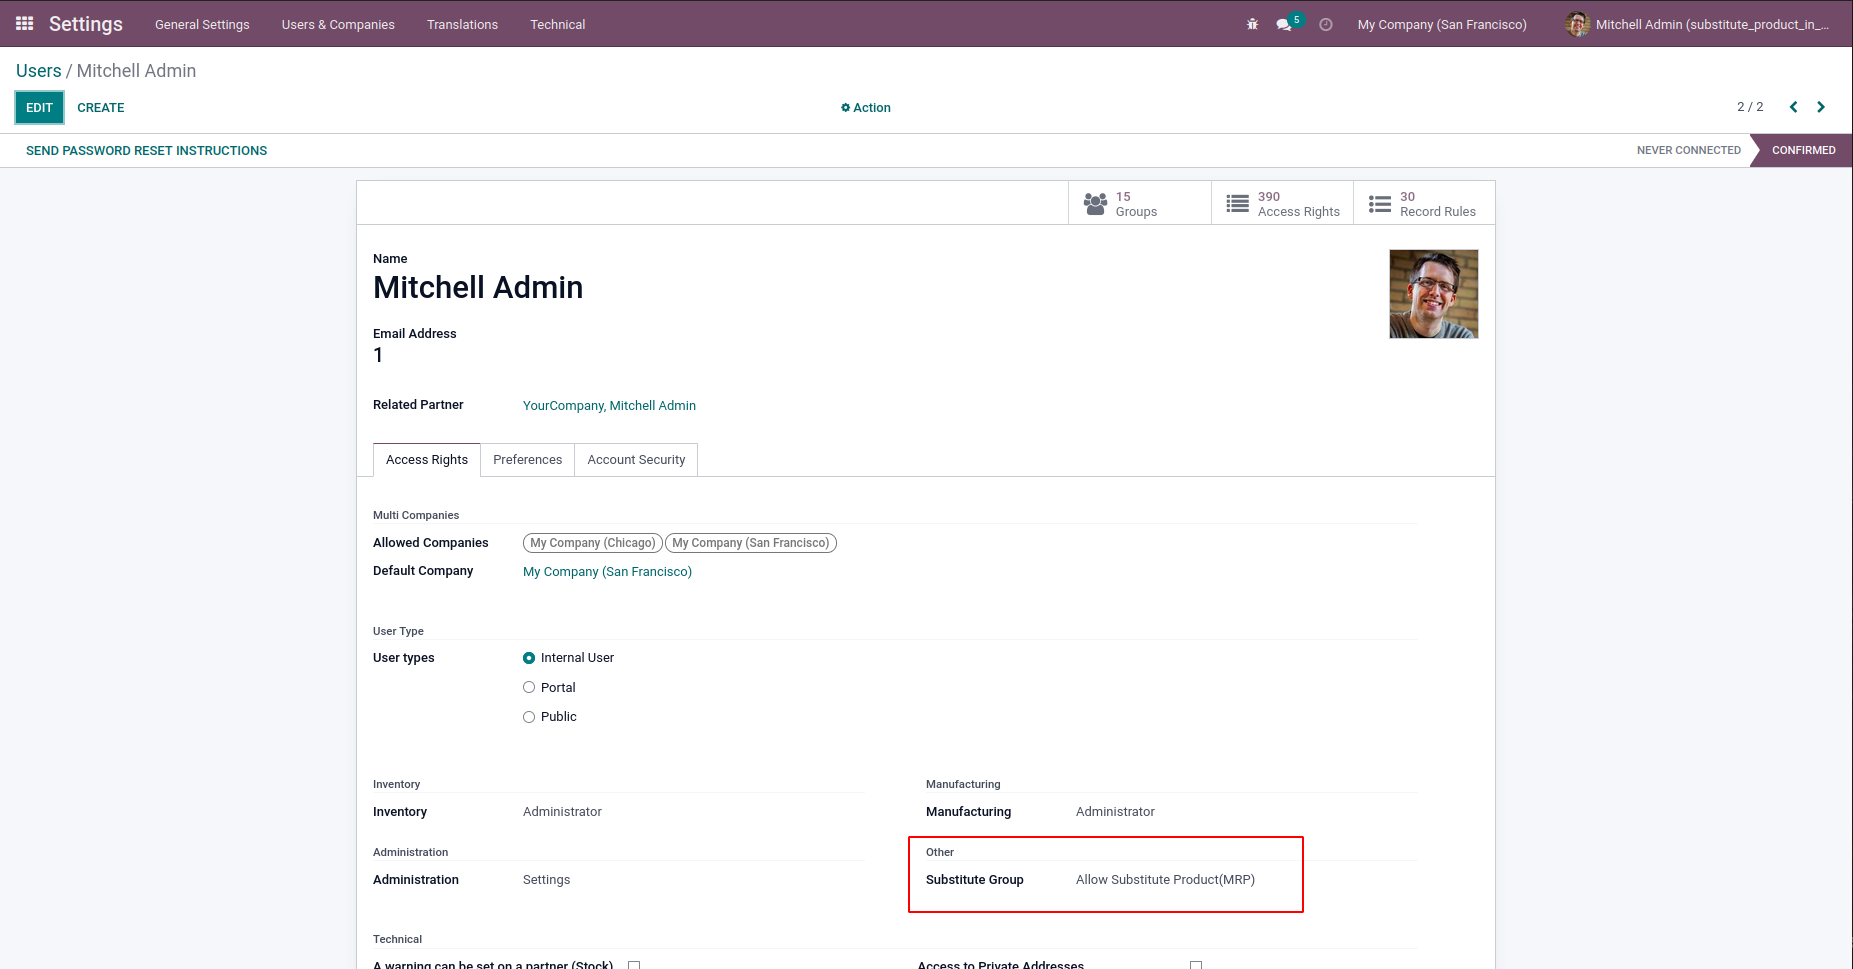 Settings General Settings Users & Companies Translations Technical 5 My Company (San Francisco) Mitchell Admin (substitute_product_in_...
Users / Mitchell Admin
EDIT CREATE Action 2 / 2
SEND PASSWORD RESET INSTRUCTIONS NEVER CONNECTED CONFIRMED
15 390 30
Groups Access Rights Record Rules
Name
Mitchell Admin
Email Address
1
Related Partner YourCompany, Mitchell Admin
Access Rights Preferences Account Security
Multi Companies
Allowed Companies My Company (Chicago) My Company (San Francisco)
Default Company My Company (San Francisco)
User Type
User types Internal User
Portal
Public
Inventory Manufacturing
Inventory Administrator Manufacturing Administrator
Administration Other
Administration Settings Substitute Group Allow Substitute Product(MRP)
Technical
A warning can be set on a partner (Stock) Access to Private Addresses